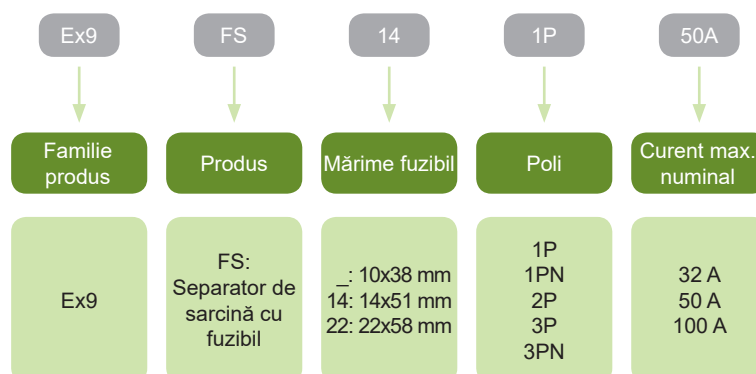 Ex9
FS
14
1P
50A
Familie
produs
Produs
Mărime fuzibil
Poli
Curent max.
numinal
Ex9
FS:
Separator de
sarcină cu
fuzibil
_: 10x38 mm
14: 14x51 mm
22: 22x58 mm
1P
1PN
2P
3P
3PN
32 A
50 A
100 A